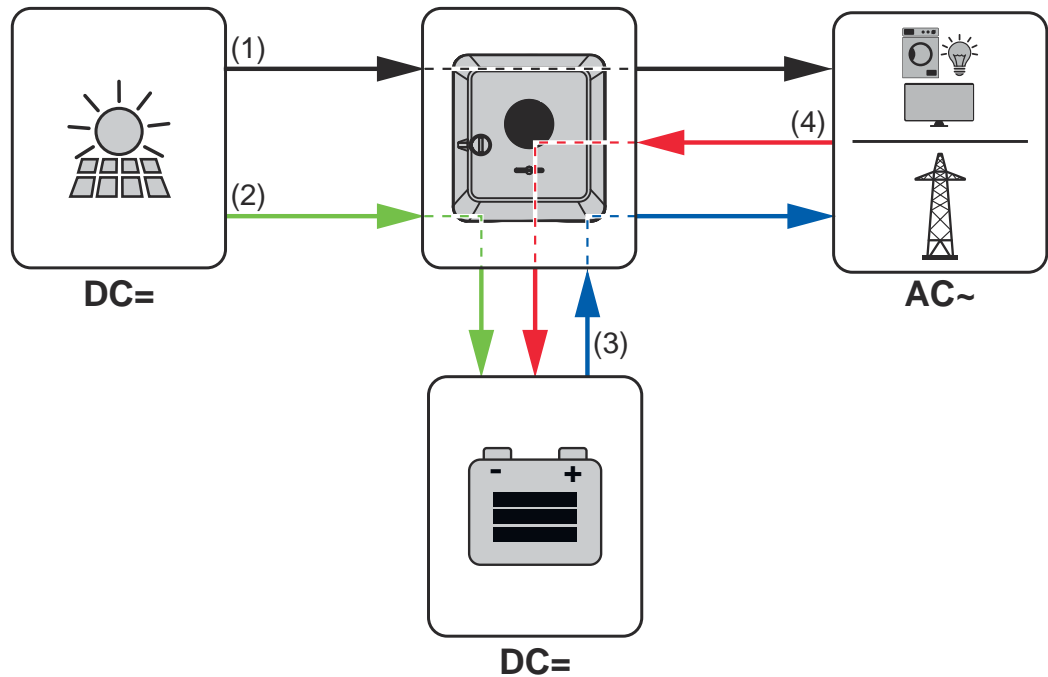 (1)
(4)
(2)
DC=
AC~
(3)
- +
DC=